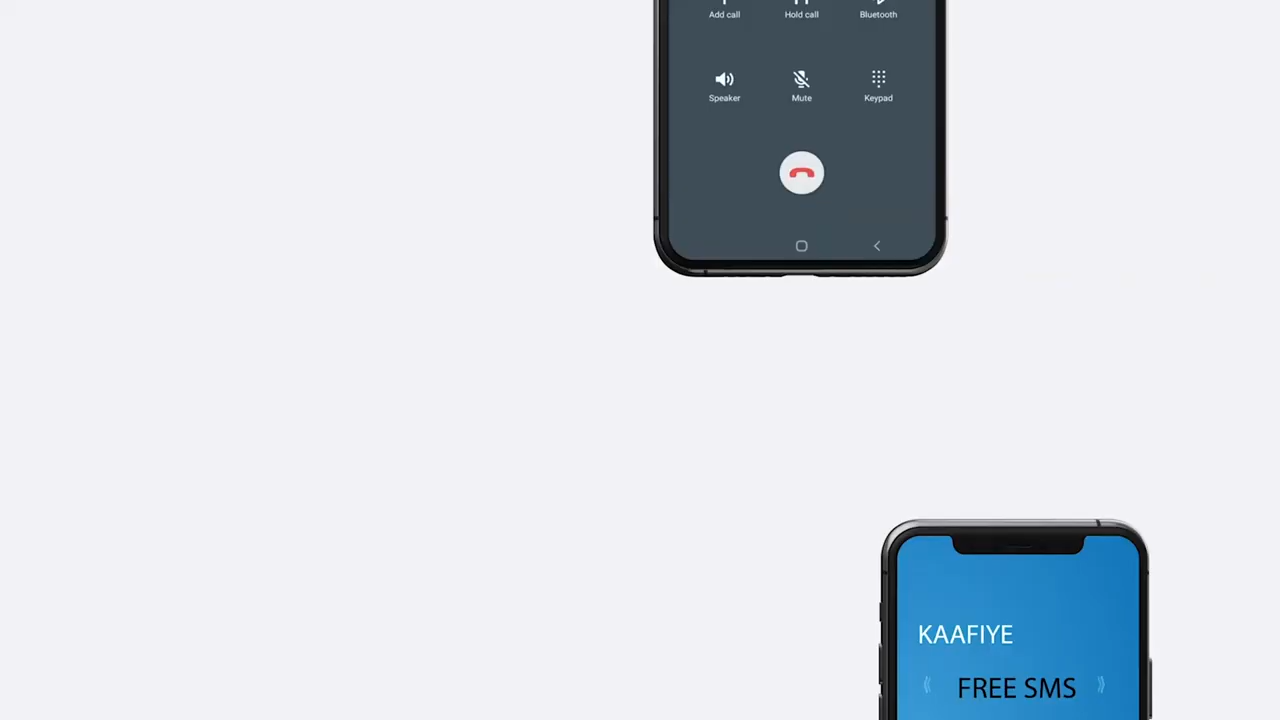 Add call Hold call Bluetooth
Speaker Mute Keypad
KAAFIYE
FREE SMS